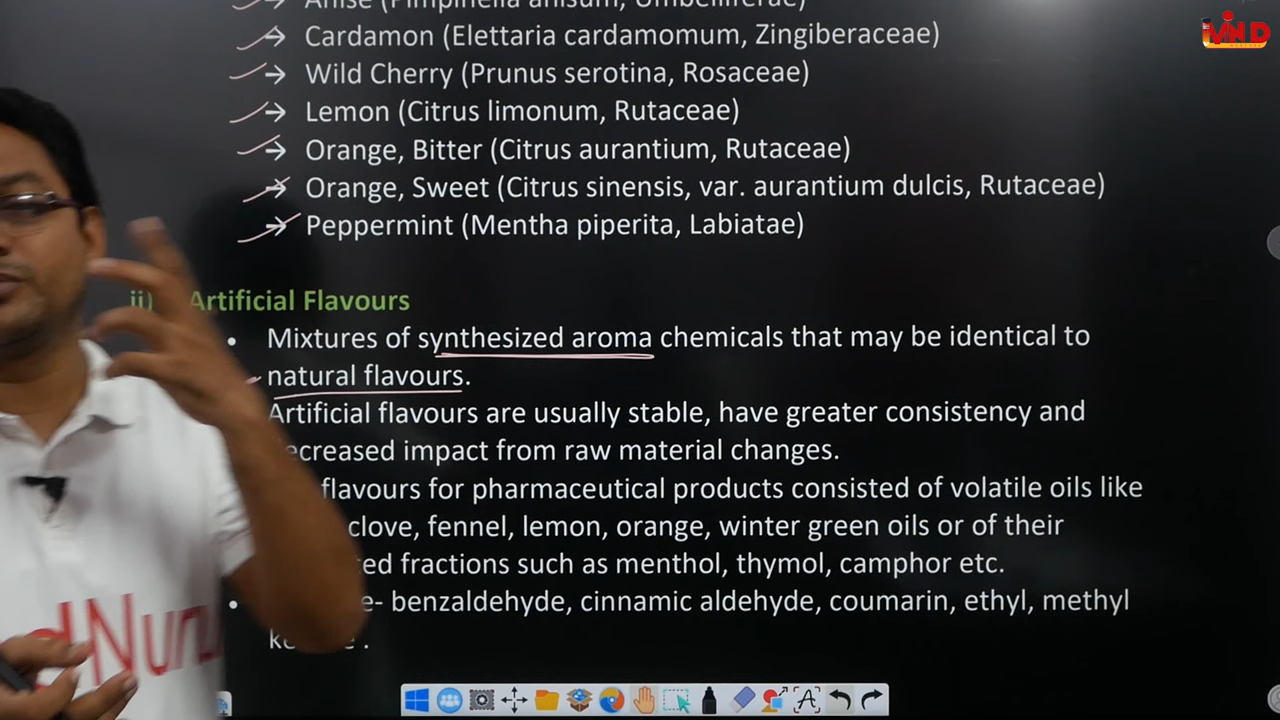 Anise (Pimpinella anisum, Umbelliferae)
→ Cardamon (Elettaria cardamomum, Zingiberaceae)
→ Wild Cherry (Prunus serotina, Rosaceae)
→ Lemon (Citrus limonum, Rutaceae)
→ Orange, Bitter (Citrus aurantium, Rutaceae)
→ Orange, Sweet (Citrus sinensis, var. aurantium dulcis, Rutaceae)
→ Peppermint (Mentha piperita, Labiatae)
ii) Artificial Flavours
• Mixtures of synthesized aroma chemicals that may be identical to
natural flavours.
Artificial flavours are usually stable, have greater consistency and
ecreased impact from raw material changes.
flavours for pharmaceutical products consisted of volatile oils like
clove, fennel, lemon, orange, winter green oils or of their
ed fractions such as menthol, thymol, camphor etc.
• e- benzaldehyde, cinnamic aldehyde, coumarin, ethyl, methyl